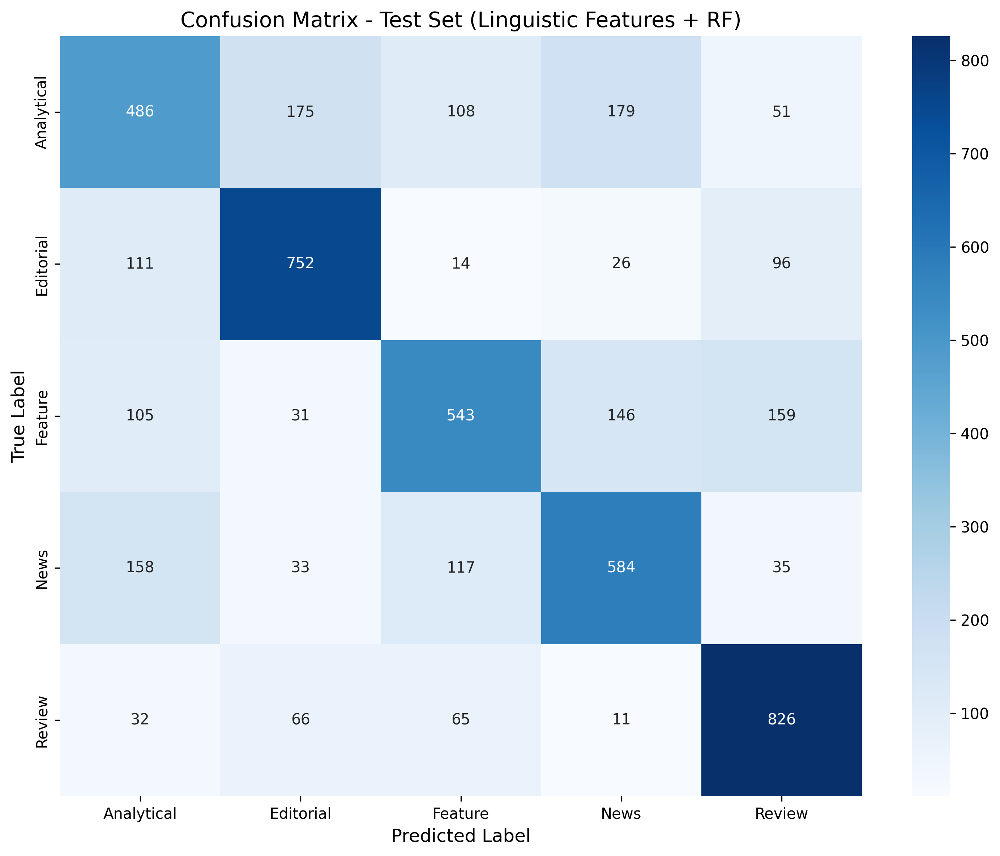 Confusion Matrix - Test Set (Linguistic Features + RF)
True Label
Analytical
486 175 108 179 51
Editorial
111 752 14 26 96
Feature
105 31 543 146 159
News
158 33 117 584 35
Review
32 66 65 11 826
Analytical Editorial Feature News Review
Predicted Label
800
700
600
500
400
300
200
100